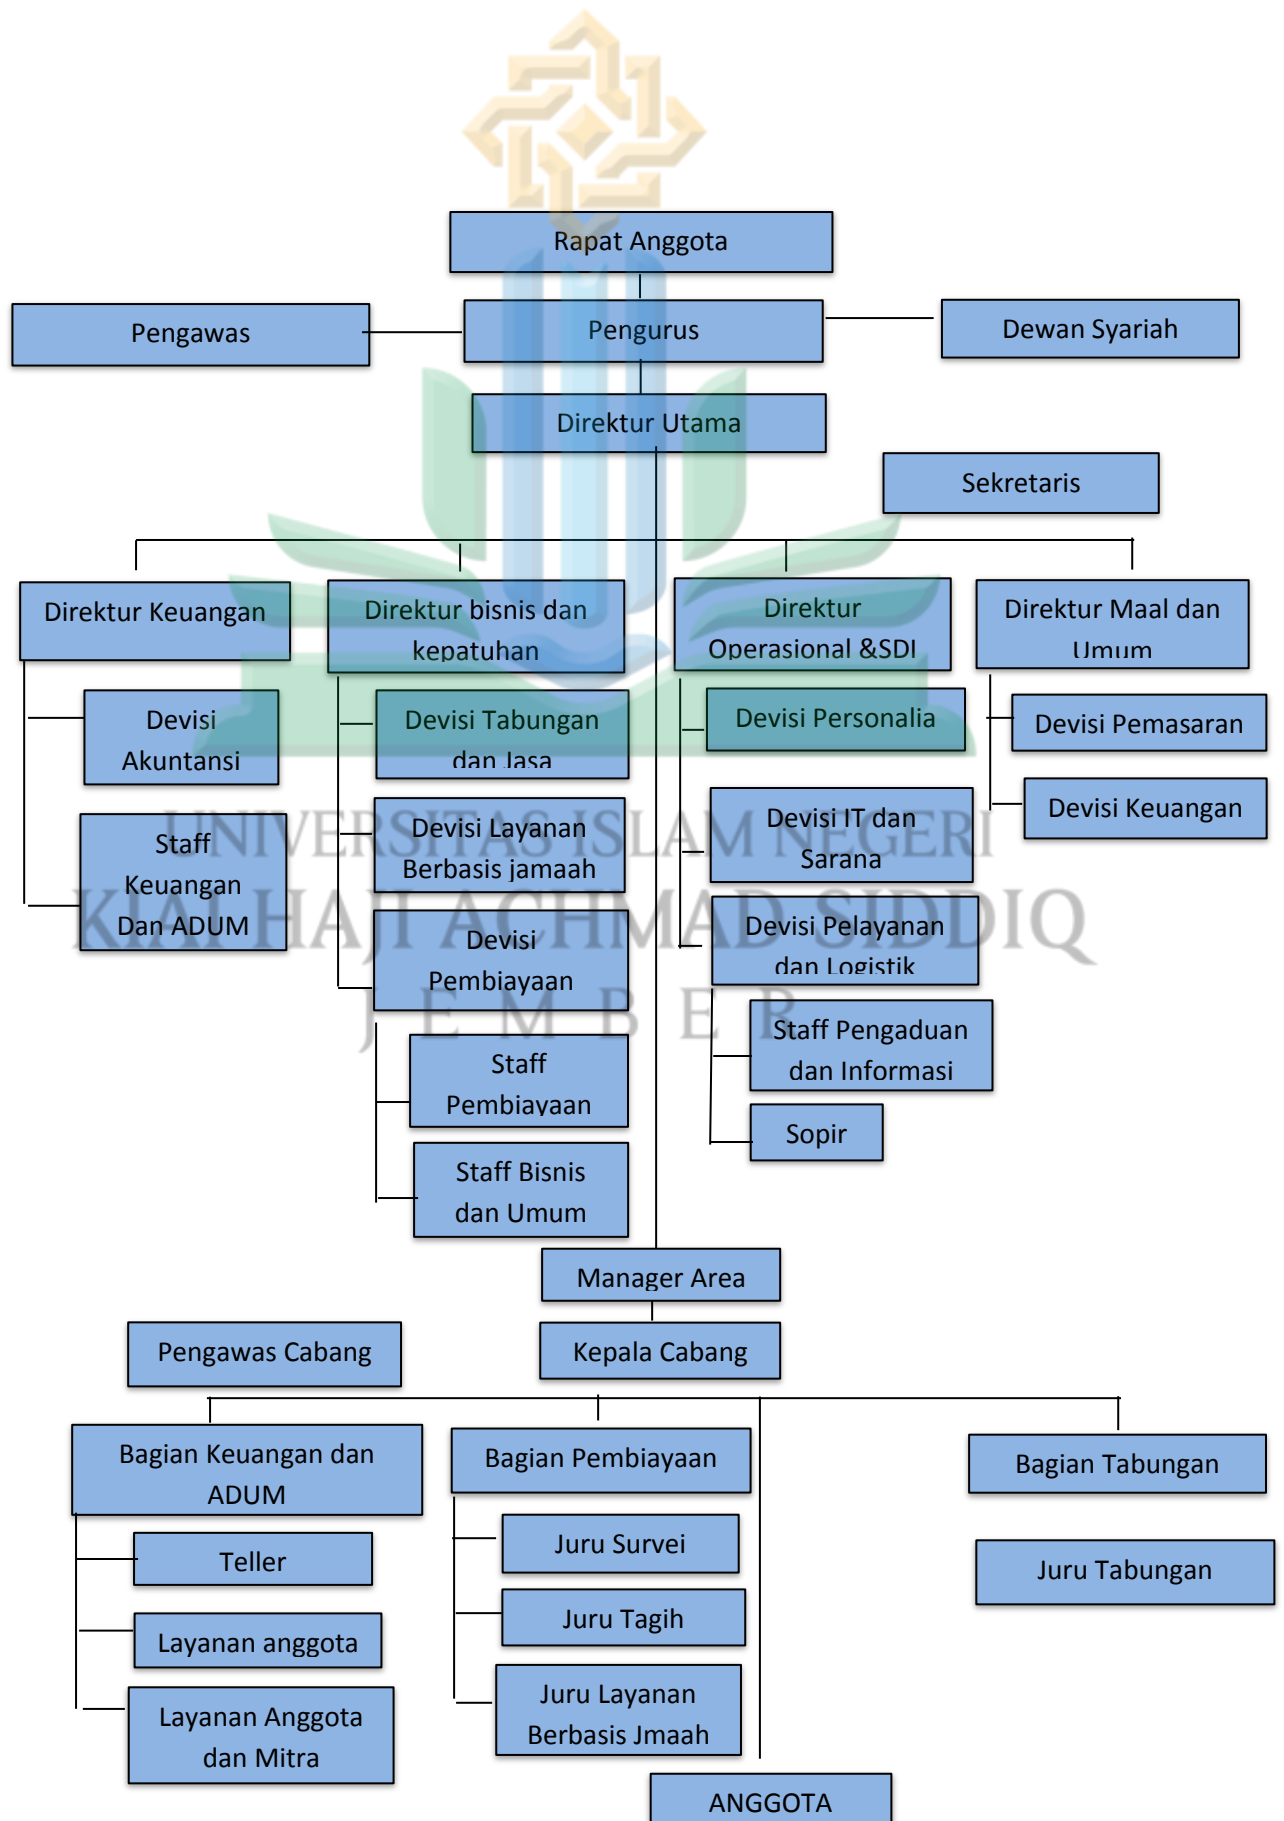 Rapat Anggota
Pengawas
Pengurus
Dewan Syariah
Direktur Utama
Sekretaris
Direktur Keuangan
Direktur bisnis dan
kepatuhan
Direktur
Operasional &SDI
Direktur Maal dan
Umum
Devisi
Akuntansi
Staff
Keuangan
Dan ADUM
Devisi Tabungan
dan Jasa
Devisi Layanan
Berbasis jamaah
Devisi
Pembiayaan
Staff
Pembiayaan
Staff Bisnis
dan Umum
Devisi Personalia
Devisi IT dan
Sarana
Devisi Pelayanan
dan Logistik
Staff Pengaduan
dan Informasi
Sopir
Devisi Pemasaran
Devisi Keuangan
UNIVERSITAS ISLAM NEGERI
KIAI HAJI ACHMAD SIDDIQ
JEMBER
Manager Area
Pengawas Cabang
Kepala Cabang
Bagian Keuangan dan
ADUM
Teller
Layanan anggota
Layanan Anggota
dan Mitra
Bagian Pembiayaan
Juru Survei
Juru Tagih
Juru Layanan
Berbasis Jmaah
Bagian Tabungan
Juru Tabungan
ANGGOTA